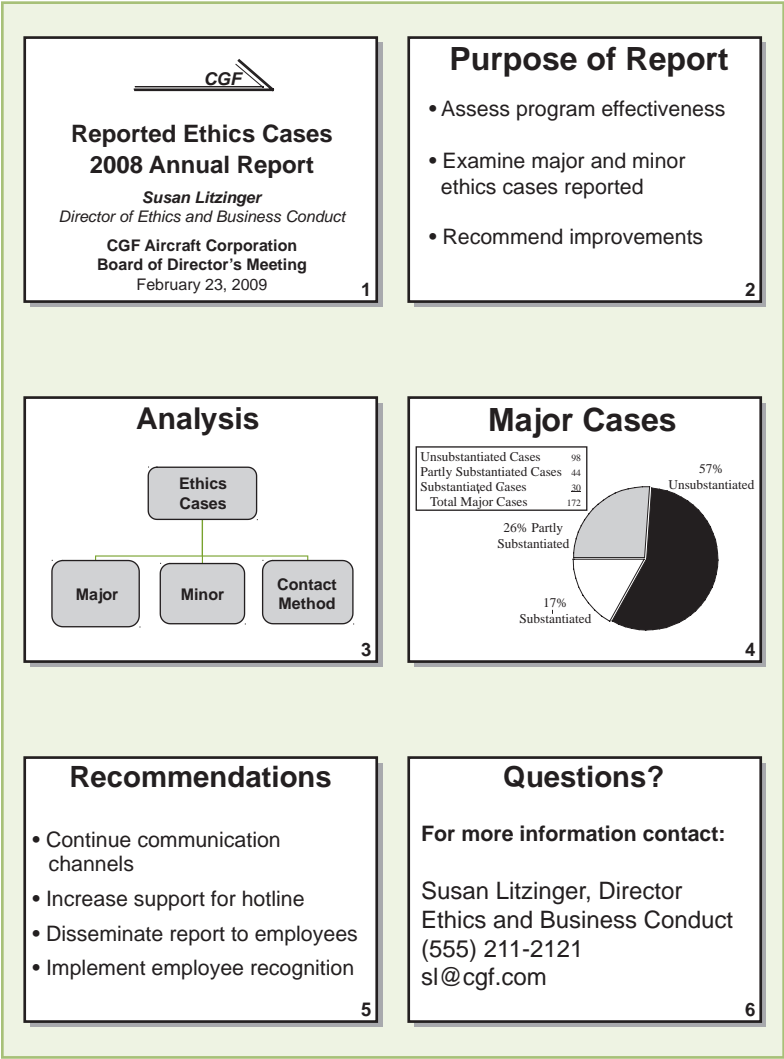 CGF
Reported Ethics Cases
2008 Annual Report
Susan Litzinger
Director of Ethics and Business Conduct
CGF Aircraft Corporation
Board of Director's Meeting
February 23, 2009
1
Purpose of Report
• Assess program effectiveness
• Examine major and minor
ethics cases reported
• Recommend improvements
2
Analysis
Ethics
Cases
Major
Minor
Contact
Method
3
Major Cases
Unsubstantiated Cases 98
Partly Substantiated Cases 44
Substantiated Gases 30
Total Major Cases 172
57%
Unsubstantiated
26% Partly
Substantiated
17%
Substantiated
4
Recommendations
• Continue communication
channels
• Increase support for hotline
• Disseminate report to employees
• Implement employee recognition
5
Questions?
For more information contact:
Susan Litzinger, Director
Ethics and Business Conduct
(555) 211-2121
sl@cgf.com
6